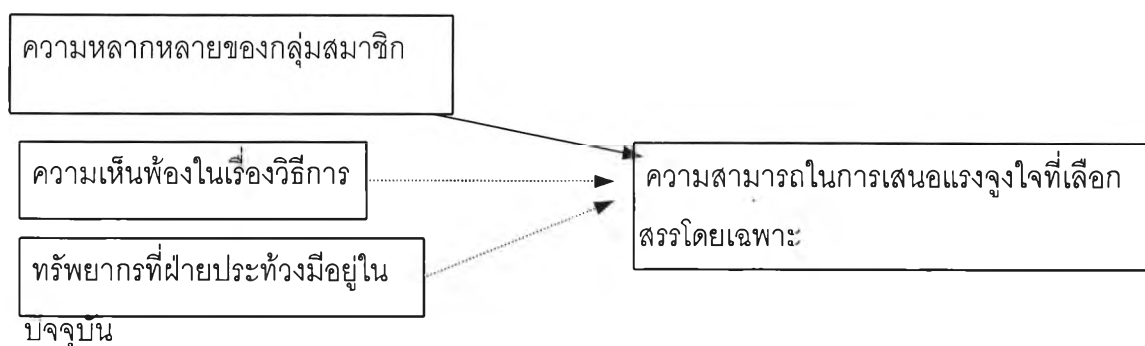 ความหลากหลายของกลุ่มสมาชิก
ความเห็นพ้องในเรื่องวิธีการ
ความสามารถในการเสนอแรงจูงใจที่เลือก
สรรโดยเฉพาะ
ทรัพยากรที่ฝ่ายประท้วงมีอยู่ใน
ปัจจุบัน